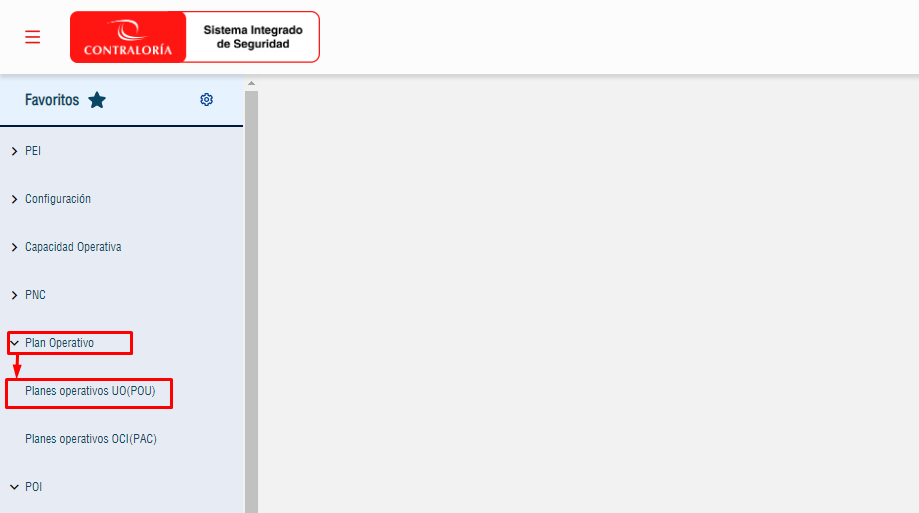 CONTRALORÍA
Sistema Integrado
de Seguridad
Favoritos
PEI
Configuración
Capacidad Operativa
PNC
Plan Operativo
Planes operativos UO(POU)
Planes operativos OCI(PAC)
POI